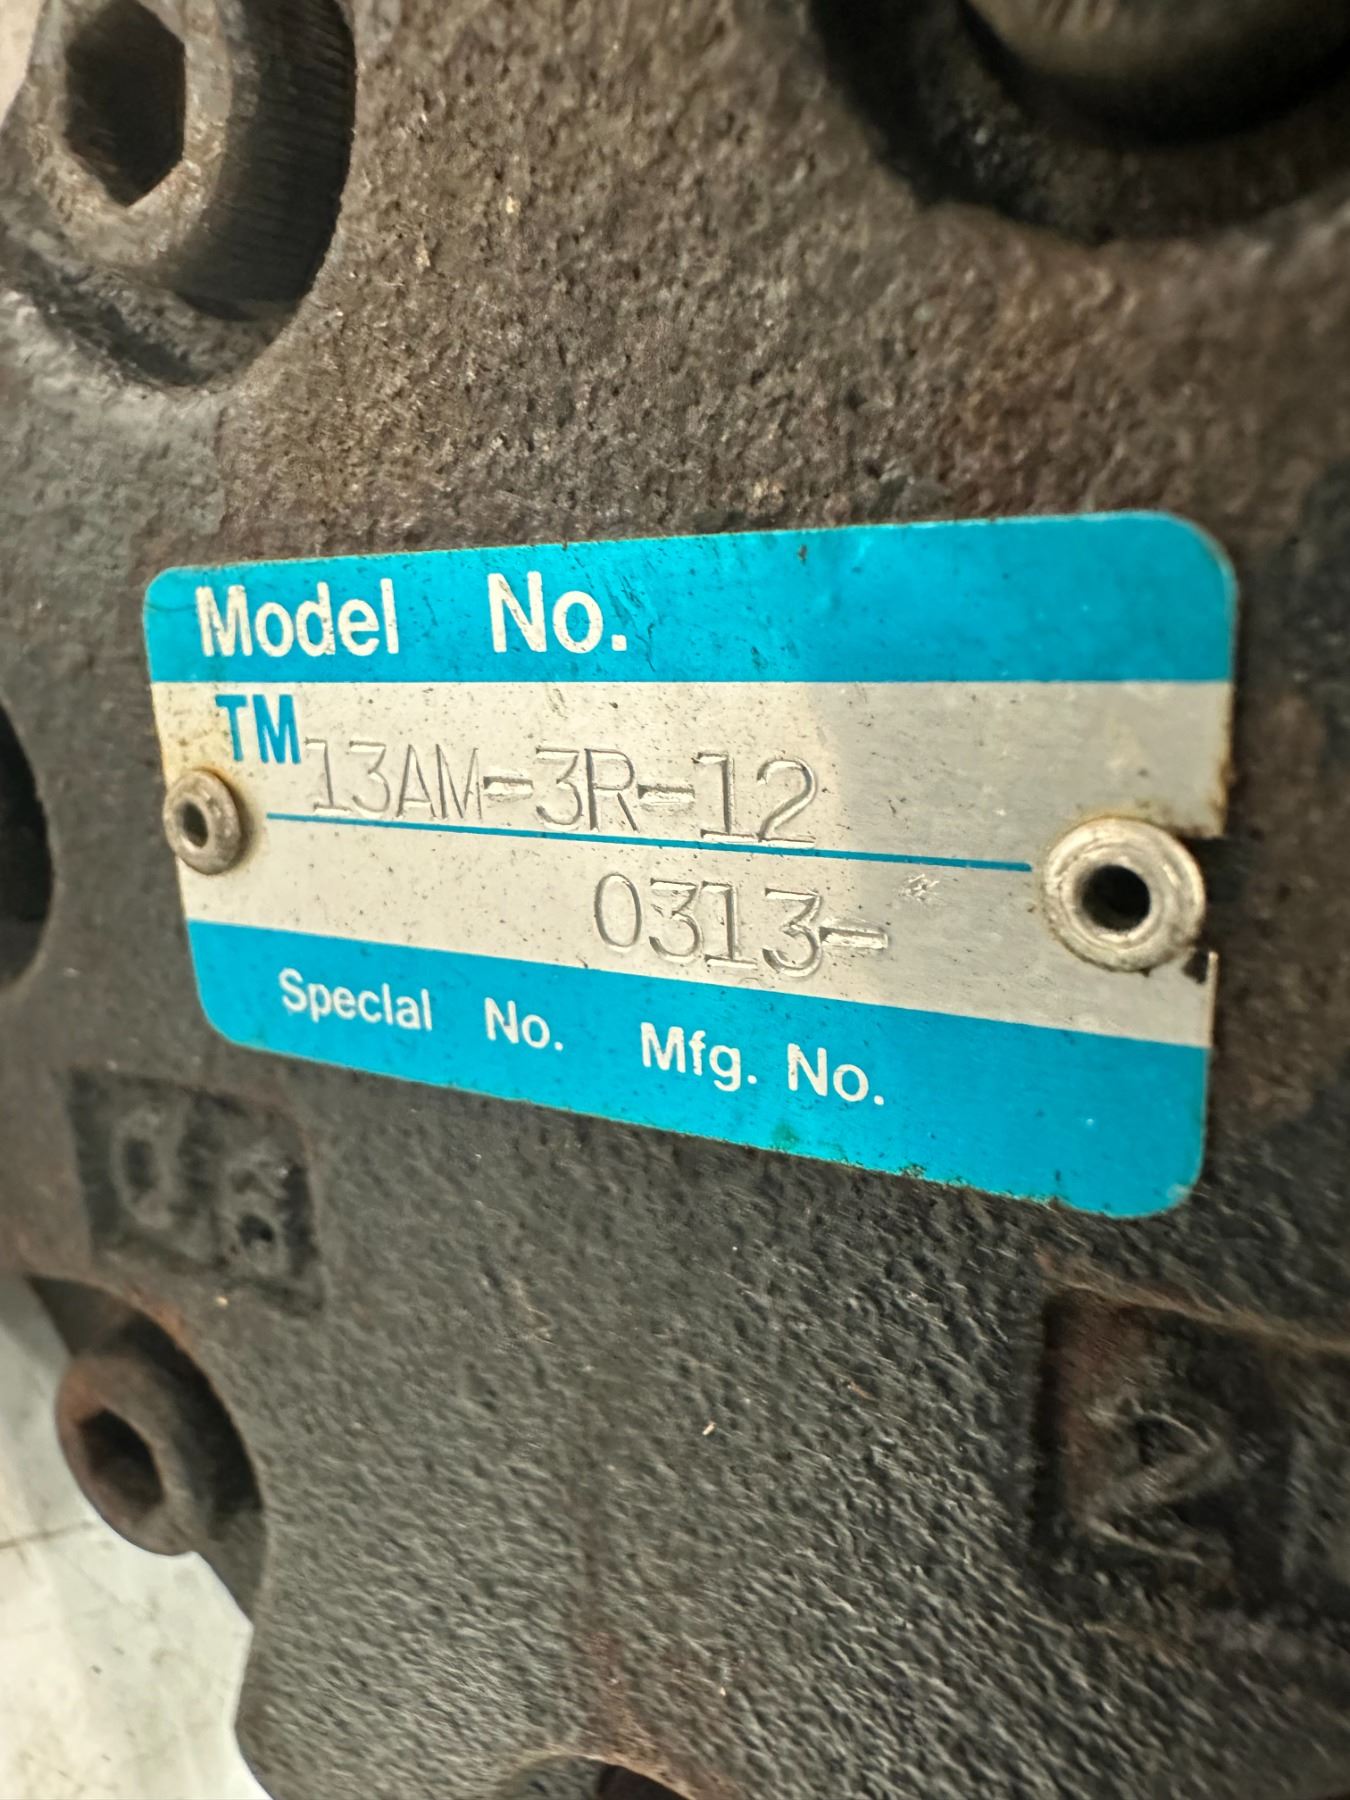 Model No.
TM 13AM-3R-12
0313-
Special No. Mfg. No.